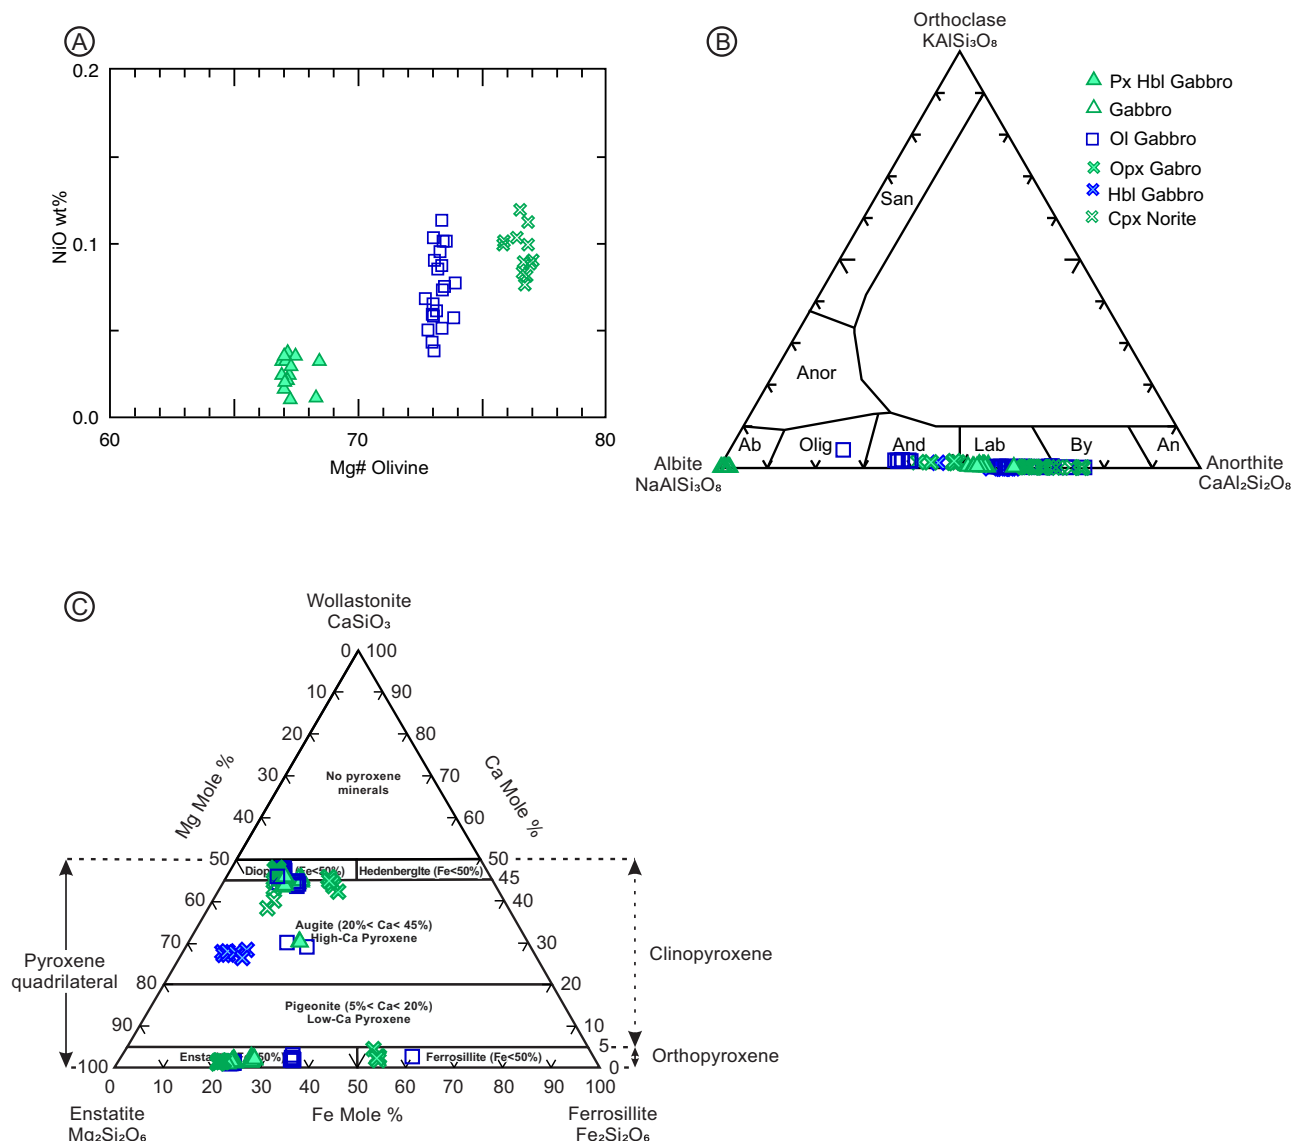 A
0.2
0.1
0.0
NiO wt%
60
70
80
Mg# Olivine
B
Orthoclase
KAlSi₃O₈
Px Hbl Gabbro
Gabbro
Ol Gabbro
Opx Gabro
Hbl Gabbro
Cpx Norite
San
Anor
Ab
Olig
And
Lab
By
An
Albite
NaAlSi₃O₈
Anorthite
CaAl₂Si₂O₈
C
Wollastonite
CaSiO₃
0 100
10 90
20 80
30 70
40 60
50 50
45
60 40
70 30
80 20
90 10
5
100 0
Mg Mole %
Ca Mole %
No pyroxene
minerals
Hedenberglte (Fe<50%)
Augite (20%< Ca< 45%)
High-Ca Pyroxene
Pigeonite (5%< Ca< 20%)
Low-Ca Pyroxene
Ferrosillite (Fe<50%)
Pyroxene
quadrilateral
Clinopyroxene
Orthopyroxene
0 10 20 30 40 50 60 70 80 90 100
Fe Mole %
Enstatite
Mg₂Si₂O₆
Ferrosillite
Fe₂Si₂O₆